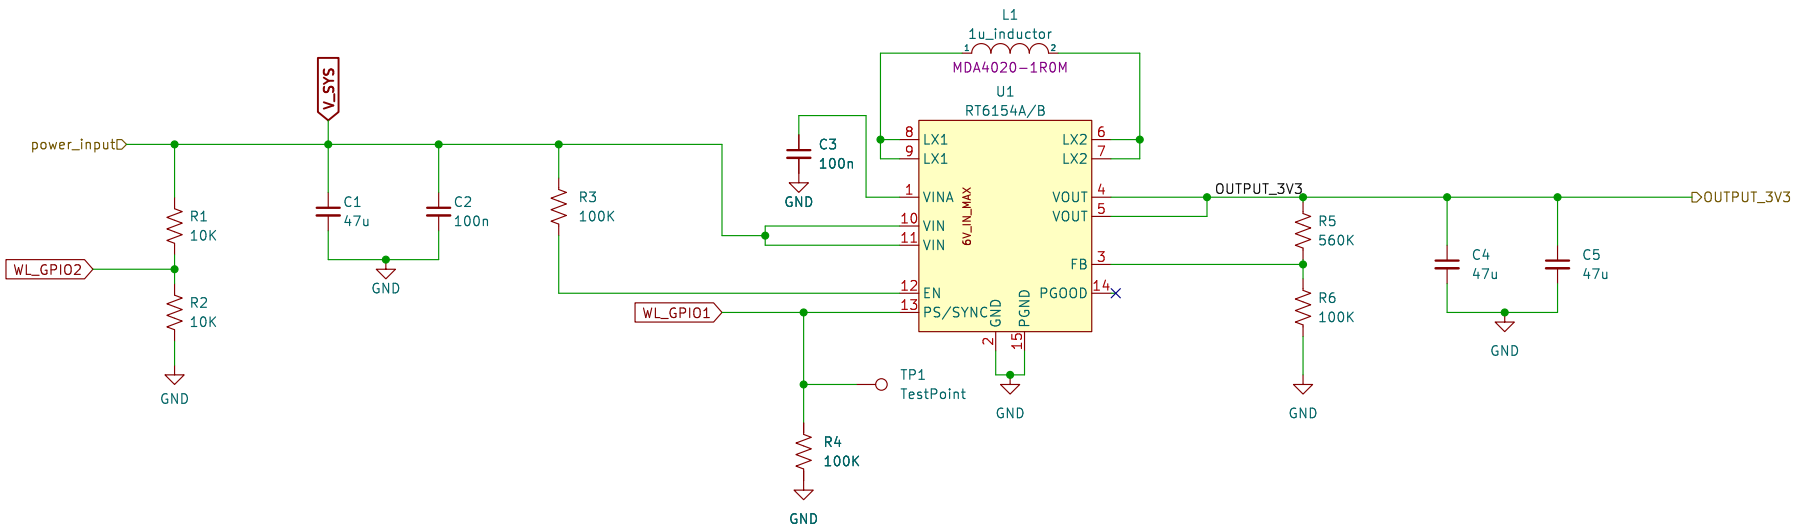 L1
1u_inductor
1
2
MDA4020-1R0M
U1
RT6154A/B
V_SYS
power_input
C3
100n
GND
8
LX1
9
LX1
6
LX2
7
LX2
1
VINA
10
VIN
11
VIN
6V_IN_MAX
4
VOUT
5
VOUT
OUTPUT_3V3
OUTPUT_3V3
R1
10K
C1
47u
C2
100n
R3
100K
R5
560K
3
FB
C4
47u
C5
47u
WL_GPIO2
GND
R2
10K
12
EN
14
PGOOD
R6
100K
WL_GPIO1
13
PS/SYNC
GND
PGND
2
15
GND
GND
TP1
TestPoint
GND
GND
R4
100K
GND